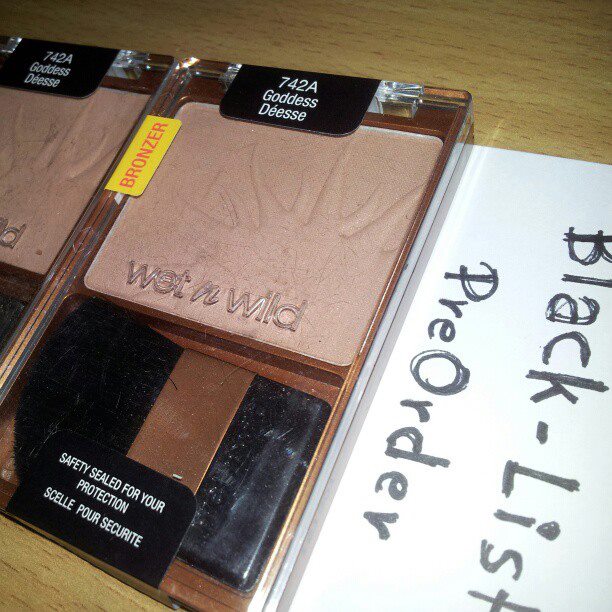 742A
Goddess
Déesse
742A
Goddess
Déesse
BRONZER
wet n wild
ld
SAFETY SEALED FOR YOUR
PROTECTION
SCELLE POUR SECURITE
Black-List
PreOrder